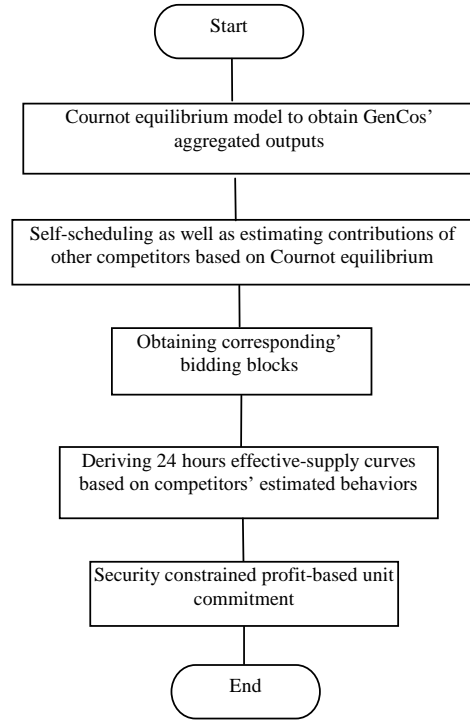 Start
Cournot equilibrium model to obtain GenCos’
aggregated outputs
Self-scheduling as well as estimating contributions of
other competitors based on Cournot equilibrium
Obtaining corresponding’
bidding blocks
Deriving 24 hours effective-supply curves
based on competitors’ estimated behaviors
Security constrained profit-based unit
commitment
End